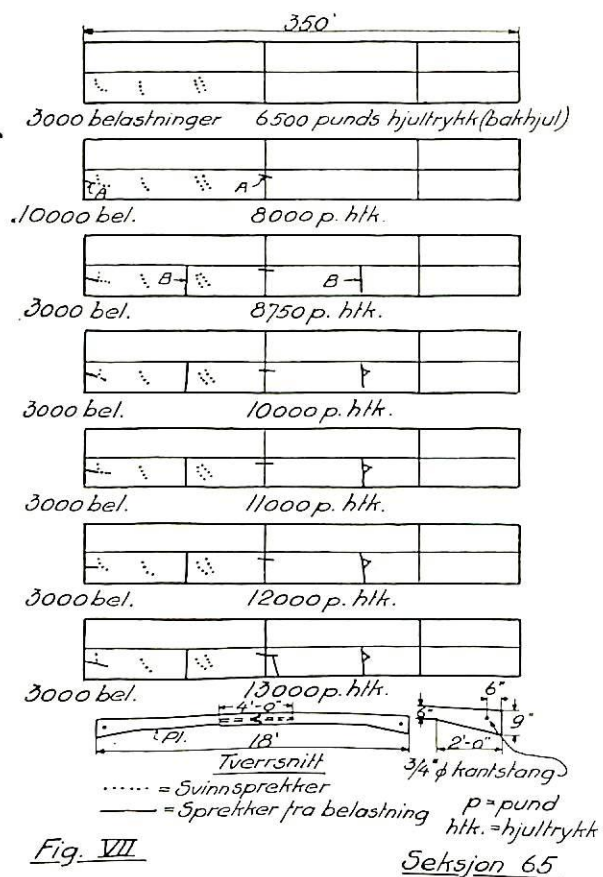 350'
3000 belastninger 6500 punds hjultrykk (bakhjul)
A A
10000 bel. 8000 p. htk.
B B
3000 bel. 8750 p. htk.
3000 bel. 10000 p. htk.
3000 bel. 11000 p. htk.
3000 bel. 12000 p. htk.
3000 bel. 13000 p. htk.
4'-0"
Pl.
18'
6"
6"
9"
2'-0"
Tverrsnitt
3/4" ϕ kantstang
...... = Svinnsprekker
—— = Sprekker fra belastning
p = pund
htk. = hjultrykk
Fig. VII
Seksjon 65